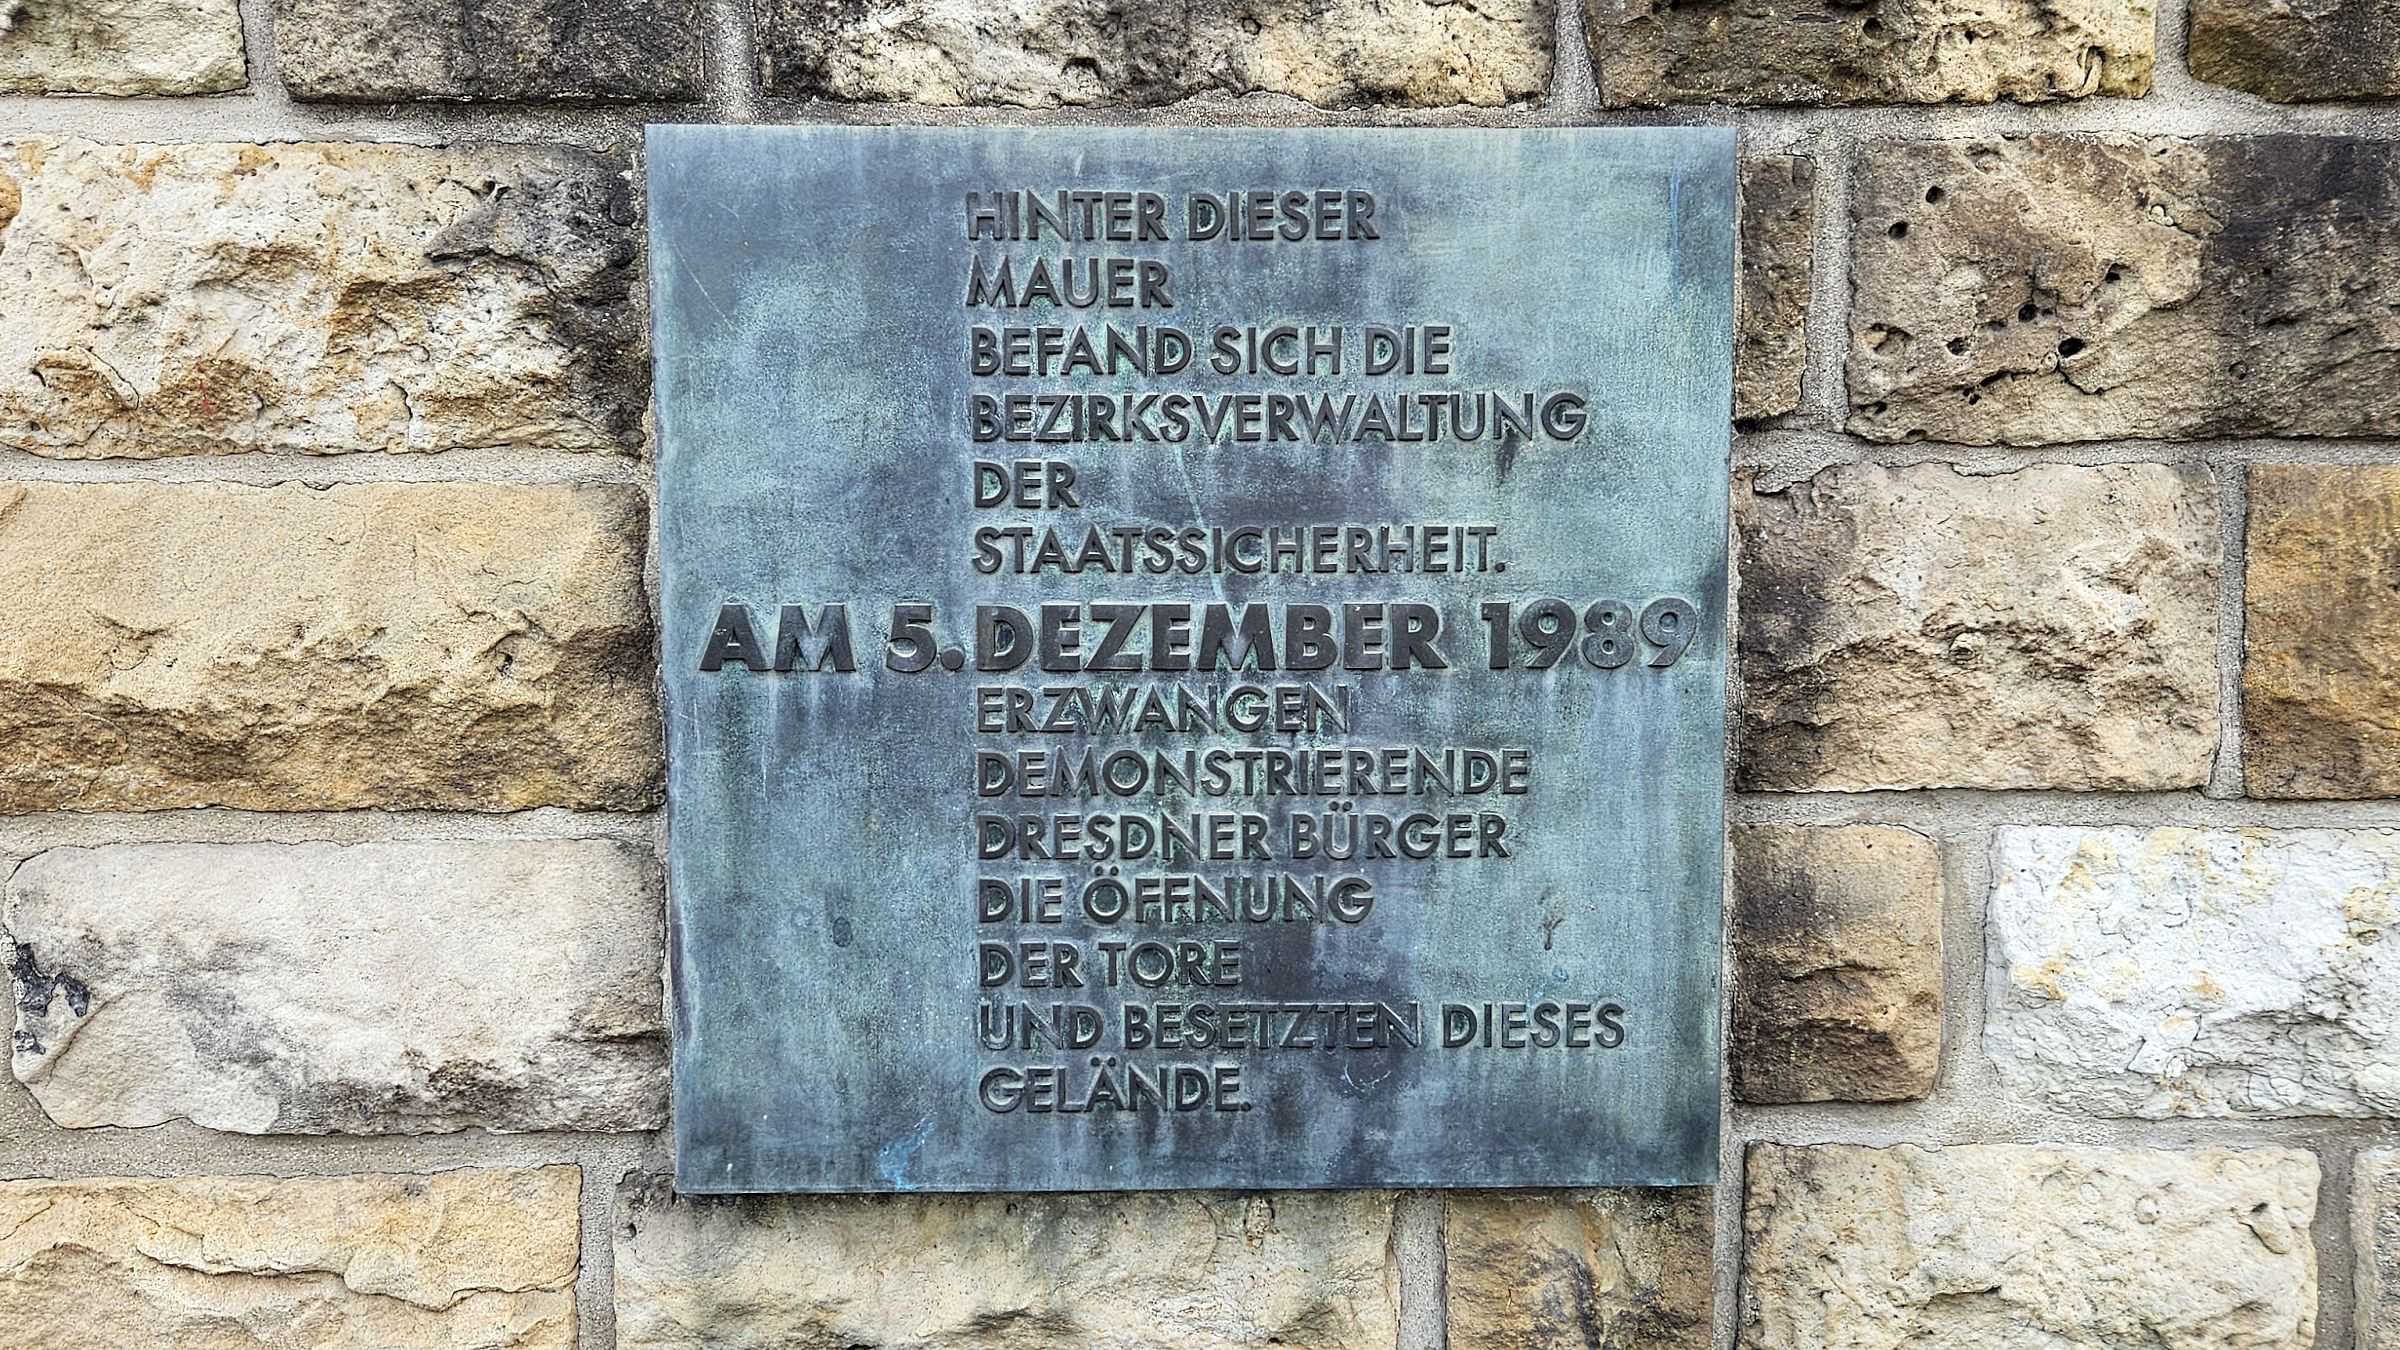 HINTER DIESER
MAUER
BEFAND SICH DIE
BEZIRKSVERWALTUNG
DER
STAATSSICHERHEIT.
AM 5. DEZEMBER 1989
ERZWANGEN
DEMONSTRIERENDE
DRESDNER BÜRGER
DIE ÖFFNUNG
DER TORE
UND BESETZTEN DIESES
GELÄNDE.